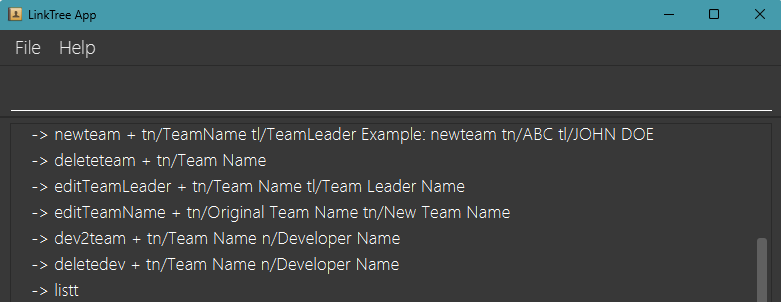 LinkTree App
File Help
-> newteam + tn/TeamName tl/TeamLeader Example: newteam tn/ABC tl/JOHN DOE
-> deleteteam + tn/Team Name
-> editTeamLeader + tn/Team Name tl/Team Leader Name
-> editTeamName + tn/Original Team Name tn/New Team Name
-> dev2team + tn/Team Name n/Developer Name
-> deletedev + tn/Team Name n/Developer Name
-> listt